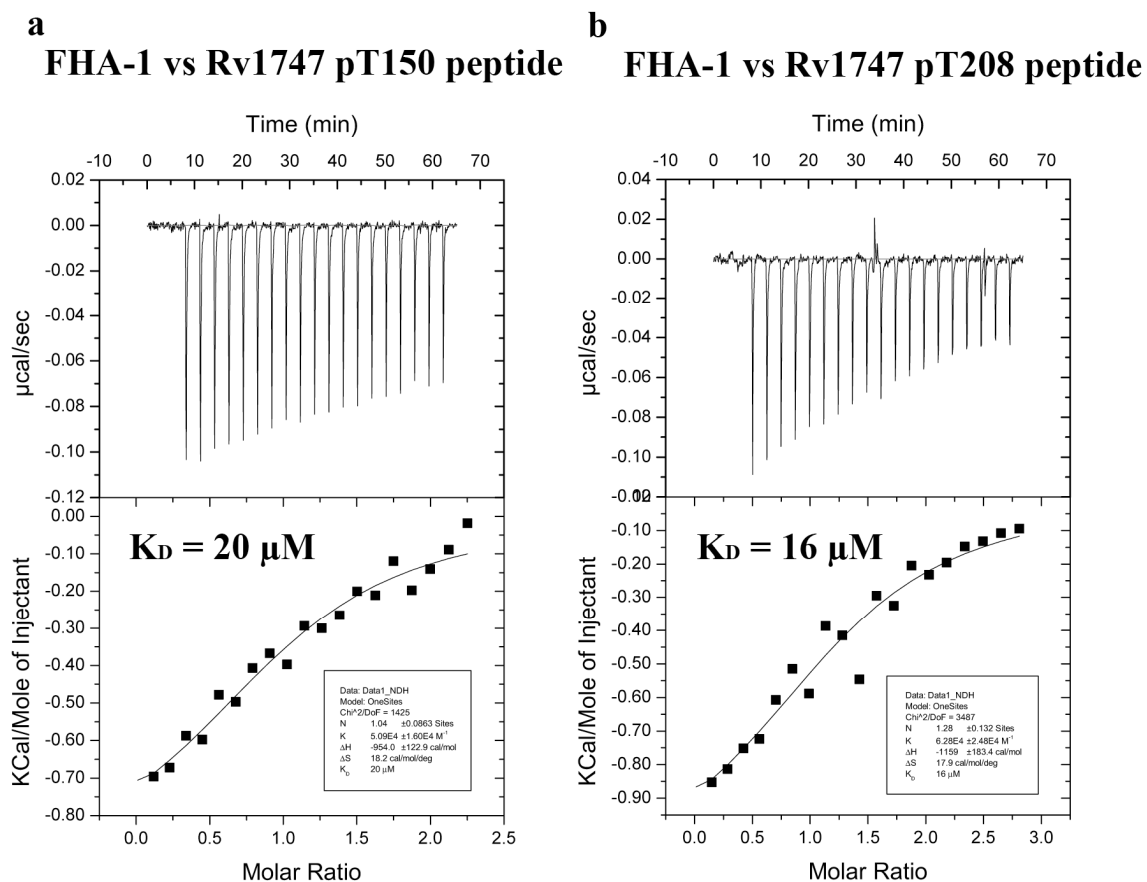 a
FHA-1 vs Rv1747 pT150 peptide
Time (min)
-10 0 10 20 30 40 50 60 70
0.02
0.00
-0.02
-0.04
-0.06
-0.08
-0.10
-0.12
µcal/sec
0.00
-0.10
-0.20
-0.30
-0.40
-0.50
-0.60
-0.70
-0.80
KCal/Mole of Injectant
KD = 20 µM
Data: Data1_NDH
Model: OneSites
Chi^2/DoF = 1425
N 1.04 ±0.0863 Sites
K 5.09E4 ±1.60E4 M-1
ΔH -954.0 ±122.9 cal/mol
ΔS 18.2 cal/mol/deg
KD 20 µM
0.0 0.5 1.0 1.5 2.0 2.5
Molar Ratio
b
FHA-1 vs Rv1747 pT208 peptide
Time (min)
-10 0 10 20 30 40 50 60 70
0.04
0.02
0.00
-0.02
-0.04
-0.06
-0.08
-0.10
µcal/sec
-0.10
-0.20
-0.30
-0.40
-0.50
-0.60
-0.70
-0.80
-0.90
KCal/Mole of Injectant
KD = 16 µM
Data: Data1_NDH
Model: OneSites
Chi^2/DoF = 3487
N 1.28 ±0.132 Sites
K 6.28E4 ±2.48E4 M-1
ΔH -1159 ±183.4 cal/mol
ΔS 17.9 cal/mol/deg
KD 16 µM
0.0 0.5 1.0 1.5 2.0 2.5 3.0
Molar Ratio